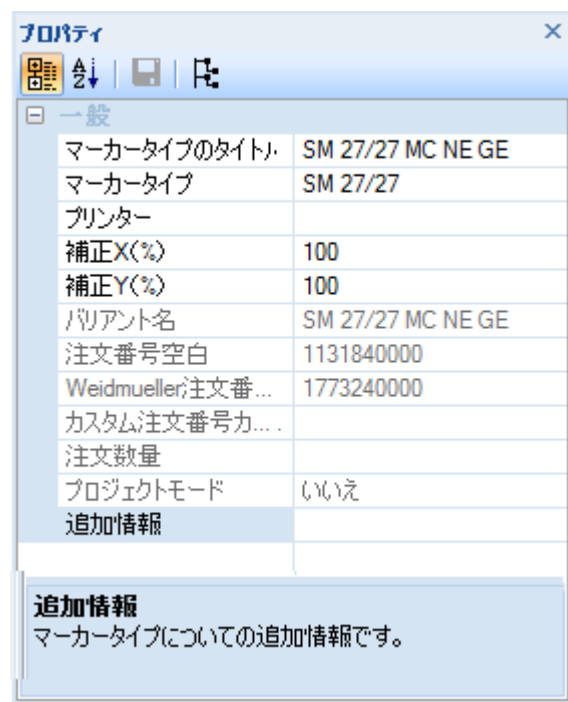 プロパティ
一般
マーカータイプのタイトル SM 27/27 MC NE GE
マーカータイプ SM 27/27
プリンター
補正X(%) 100
補正Y(%) 100
バリアント名 SM 27/27 MC NE GE
注文番号空白 1131840000
Weidmueller注文番... 1773240000
カスタム注文番号カ... .
注文数量
プロジェクトモード いいえ
追加情報
追加情報
マーカータイプについての追加情報です。